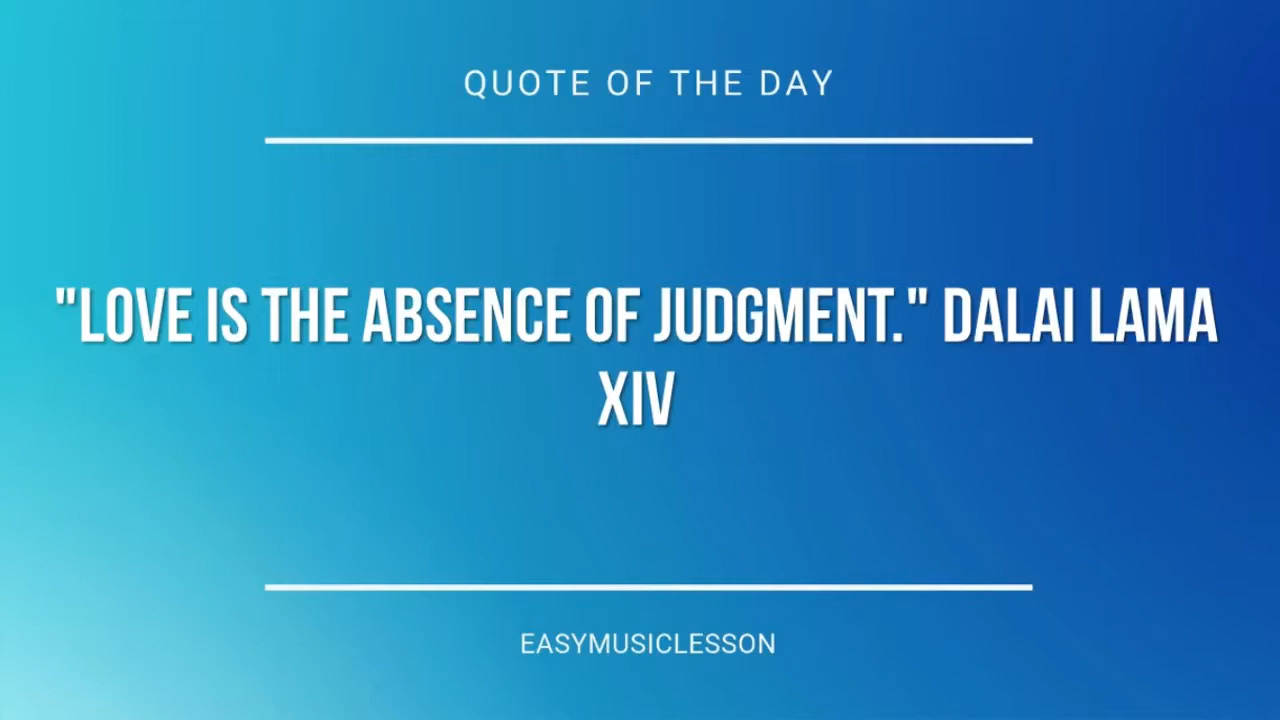 QUOTE OF THE DAY
"LOVE IS THE ABSENCE OF JUDGMENT." DALAI LAMA
XIV
EASYMUSICLESSON